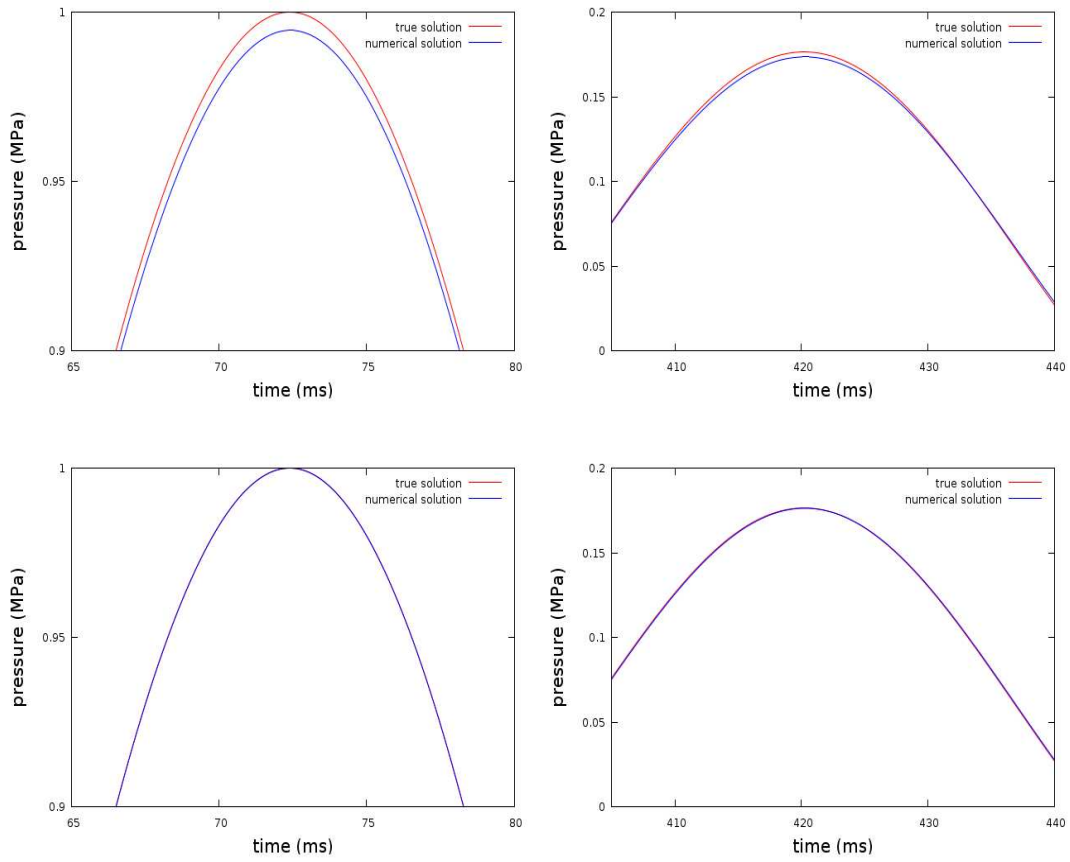 1
0.95
0.9
65
70
75
80
pressure (MPa)
time (ms)
true solution
numerical solution
0.2
0.15
0.1
0.05
0
410
420
430
440
pressure (MPa)
time (ms)
true solution
numerical solution
1
0.95
0.9
65
70
75
80
pressure (MPa)
time (ms)
true solution
numerical solution
0.2
0.15
0.1
0.05
0
410
420
430
440
pressure (MPa)
time (ms)
true solution
numerical solution